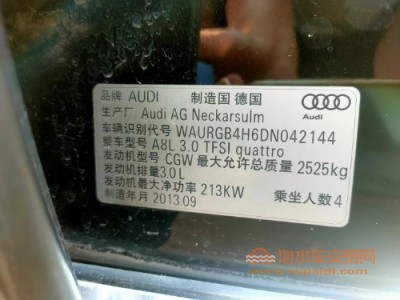 品牌 AUDI 制造国 德国
Audi
生产厂 Audi AG Neckarsulm
车辆识别代号 WAURGB4H6DN042144
整车型号 A8L 3.0 TFSI quattro
发动机型号 CGW 最大允许总质量 2525kg
发动机排量3.0L
发动机最大净功率 213KW 乘坐人数4
制造年月 2013.09